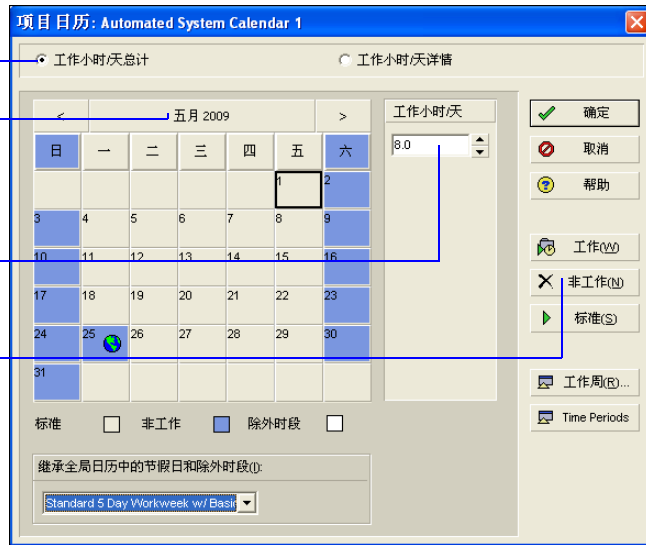 项目日历: Automated System Calendar 1
工作小时/天总计 工作小时/天详情
< 五月 2009 >
日 一 二 三 四 五 六
1 2
3 4 5 6 7 8 9
10 11 12 13 14 15 16
17 18 19 20 21 22 23
24 25 26 27 28 29 30
31
标准 非工作 除外时段
继承全局日历中的节假日和除外时段(I):
Standard 5 Day Workweek w/ Basic
工作小时/天
8.0
确定
取消
帮助
工作(W)
非工作(N)
标准(S)
工作周(R)...
Time Periods